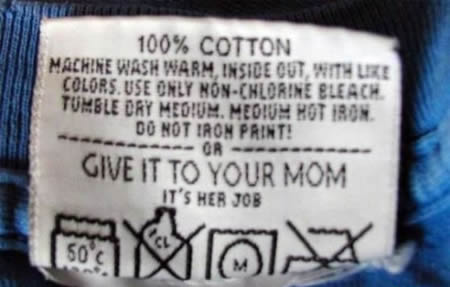 100% COTTON
MACHINE WASH WARM, INSIDE OUT, WITH LIKE
COLORS. USE ONLY NON-CHLORINE BLEACH.
TUMBLE DRY MEDIUM. MEDIUM HOT IRON.
DO NOT IRON PRINT!
OR
GIVE IT TO YOUR MOM
IT'S HER JOB
60°c CL M